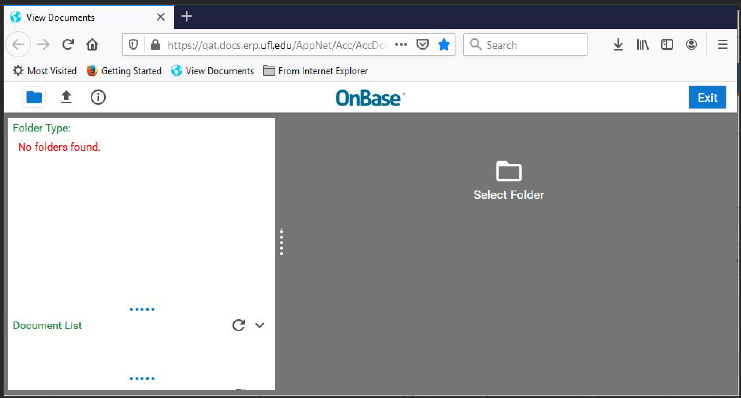 View Documents
https://qat.docs.erp.ufl.edu/AppNet/Acc/AccDo
Search
Most Visited
Getting Started
View Documents
From Internet Explorer
OnBase
Exit
Folder Type:
No folders found.
Select Folder
Document List